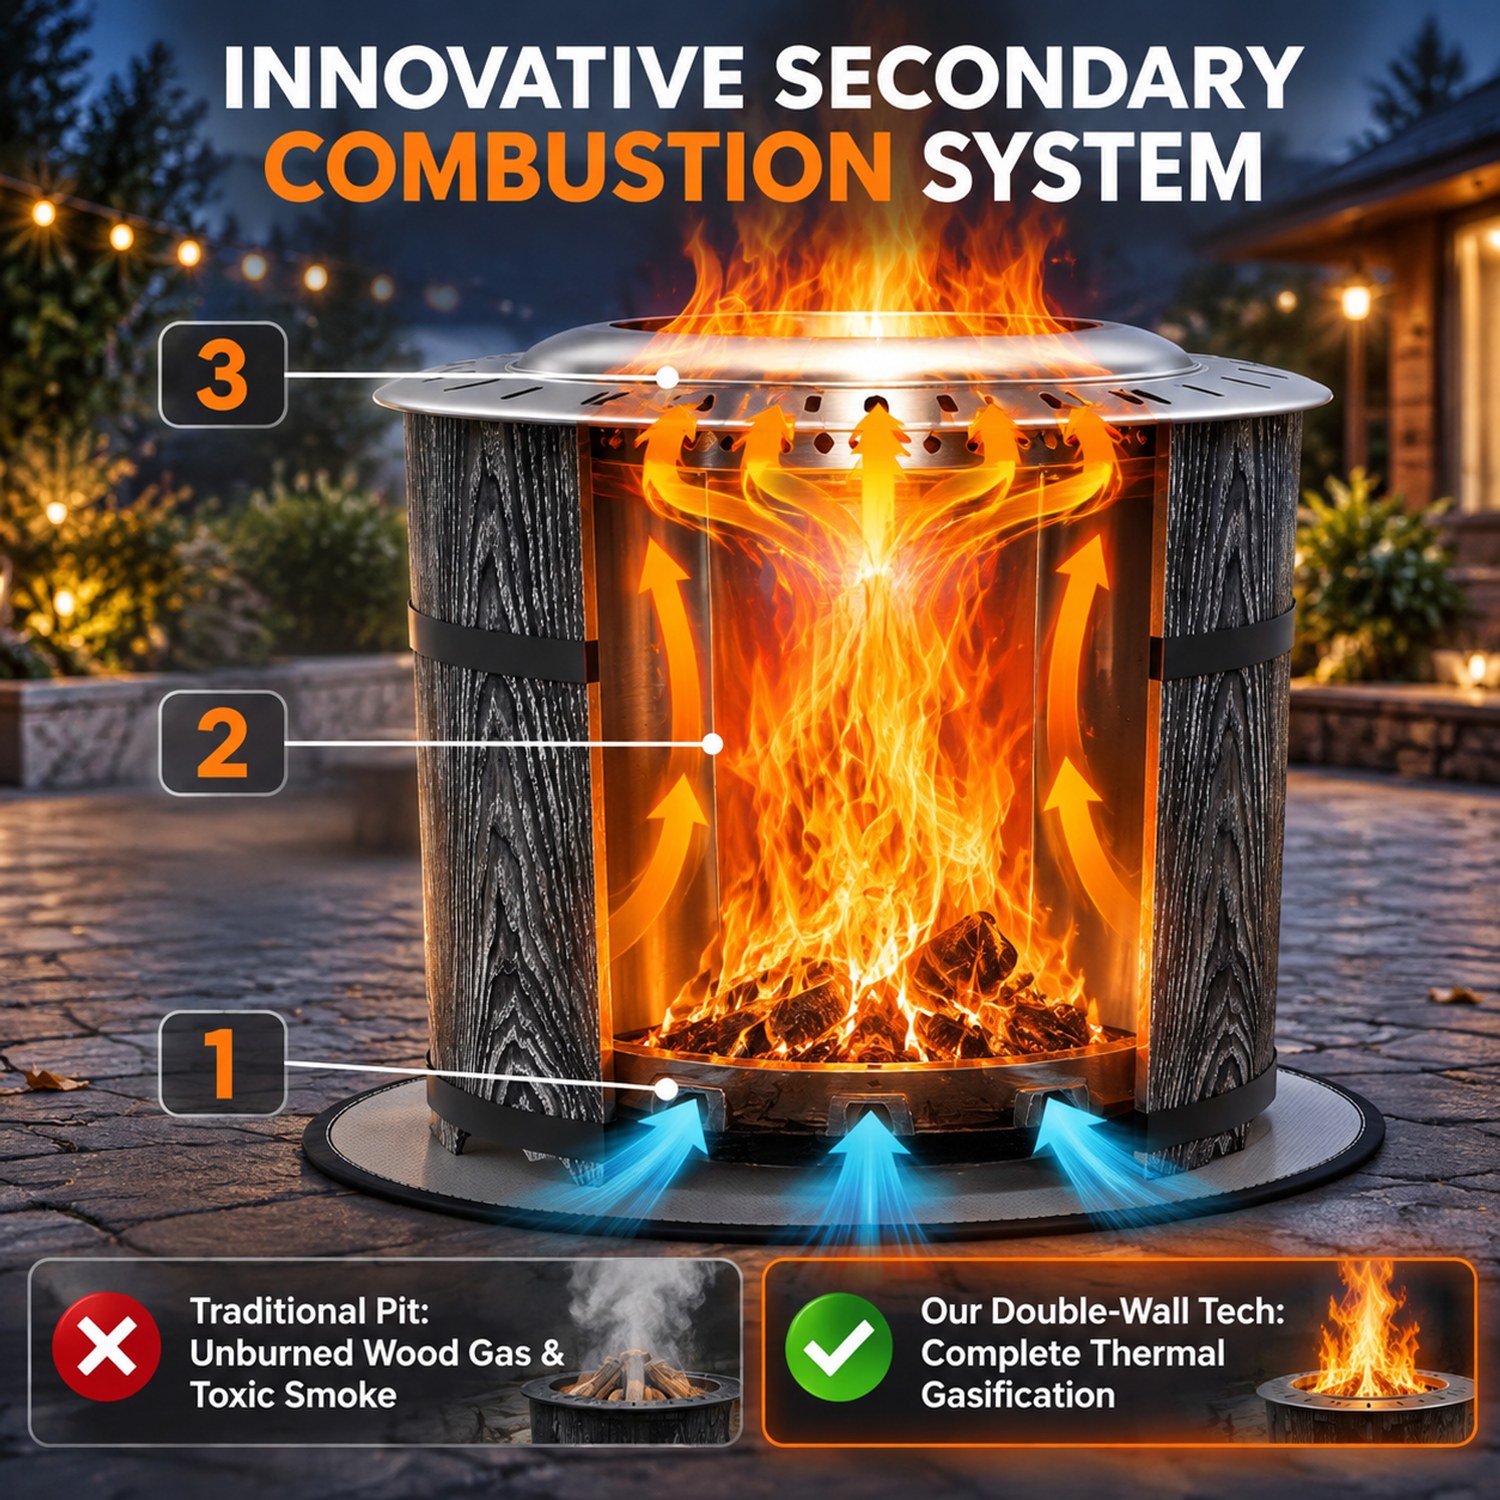 INNOVATIVE SECONDARY
COMBUSTION SYSTEM
3
2
1
Traditional Pit:
Unburned Wood Gas &
Toxic Smoke
Our Double-Wall Tech:
Complete Thermal
Gasification